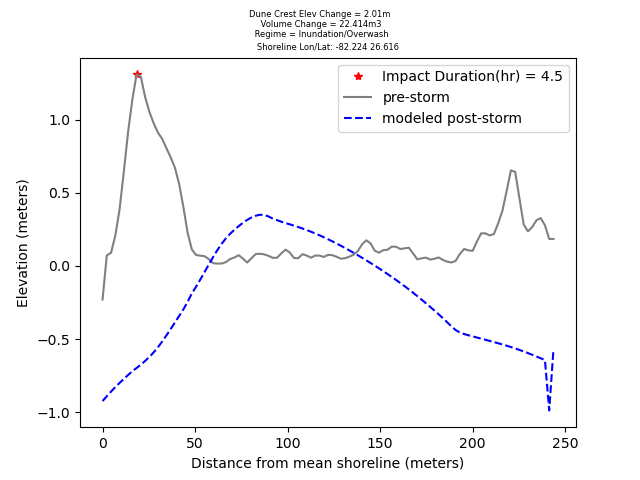 Dune Crest Elev Change = 2.01m
Volume Change = 22.414m3
Regime = Inundation/Overwash
Shoreline Lon/Lat: -82.224 26.616
Impact Duration(hr) = 4.5
pre-storm
modeled post-storm
1.0
0.5
0.0
−0.5
−1.0
Elevation (meters)
0 50 100 150 200 250
Distance from mean shoreline (meters)